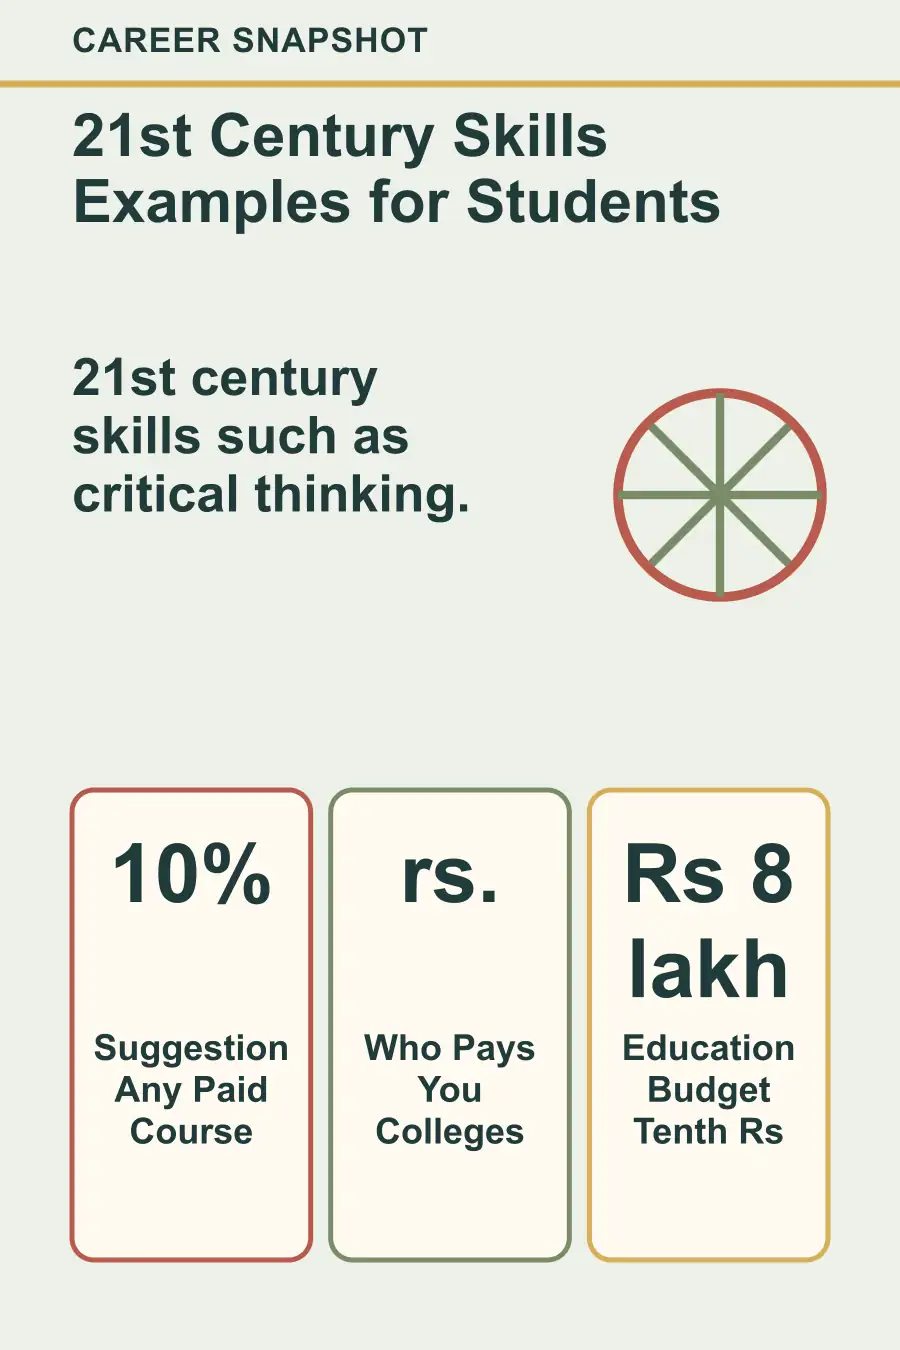 CAREER SNAPSHOT
21st Century Skills
Examples for Students
21st century
skills such as
critical thinking.
10%
Suggestion
Any Paid
Course
rs.
Who Pays
You
Colleges
Rs 8
lakh
Education
Budget
Tenth Rs